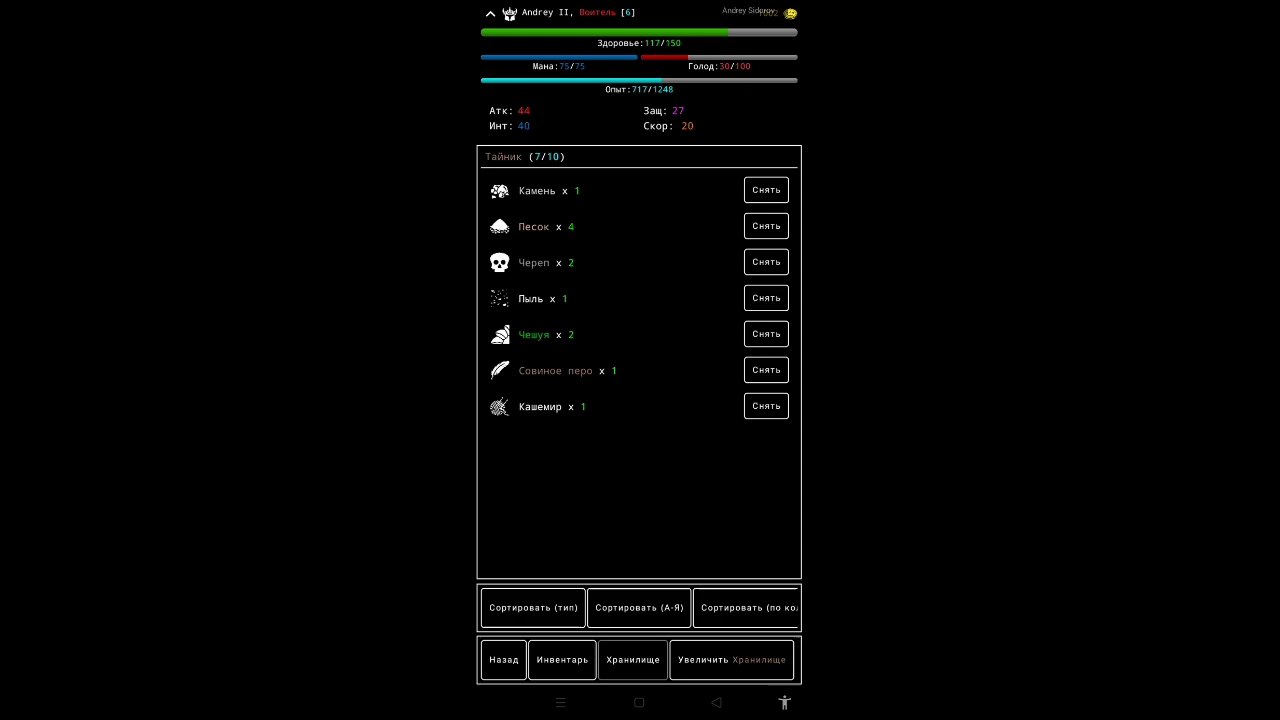 Andrey II, Воитель [6]
Andrey Siderov
Здоровье:117/150
Мана:75/75
Голод:30/100
Опыт:717/1248
Атк: 44
Защ: 27
Инт: 40
Скор: 20
Тайник (7/10)
Камень x 1
Снять
Песок x 4
Снять
Череп x 2
Снять
Пыль x 1
Снять
Чешуя x 2
Снять
Совиное перо x 1
Снять
Кашемир x 1
Снять
Сортировать (тип)
Сортировать (А-Я)
Сортировать (по кол
Назад
Инвентарь
Хранилище
Увеличить Хранилище